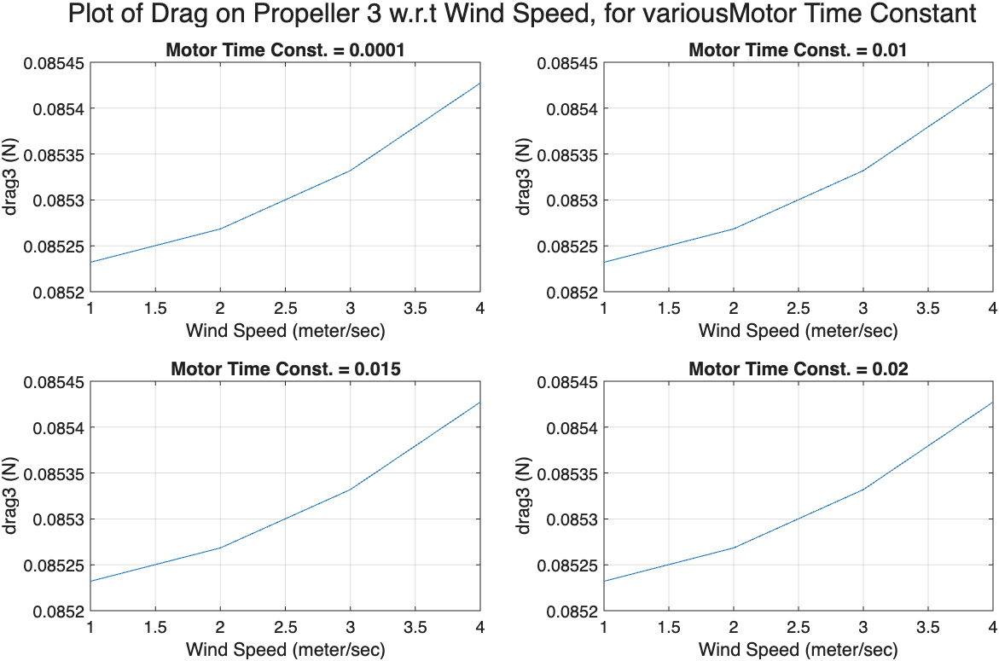 Plot of Drag on Propeller 3 w.r.t Wind Speed, for variousMotor Time Constant
Motor Time Const. = 0.0001
0.08545
0.0854
0.08535
0.0853
0.08525
0.0852
drag3 (N)
1 1.5 2 2.5 3 3.5 4
Wind Speed (meter/sec)
Motor Time Const. = 0.01
0.08545
0.0854
0.08535
0.0853
0.08525
0.0852
drag3 (N)
1 1.5 2 2.5 3 3.5 4
Wind Speed (meter/sec)
Motor Time Const. = 0.015
0.08545
0.0854
0.08535
0.0853
0.08525
0.0852
drag3 (N)
1 1.5 2 2.5 3 3.5 4
Wind Speed (meter/sec)
Motor Time Const. = 0.02
0.08545
0.0854
0.08535
0.0853
0.08525
0.0852
drag3 (N)
1 1.5 2 2.5 3 3.5 4
Wind Speed (meter/sec)